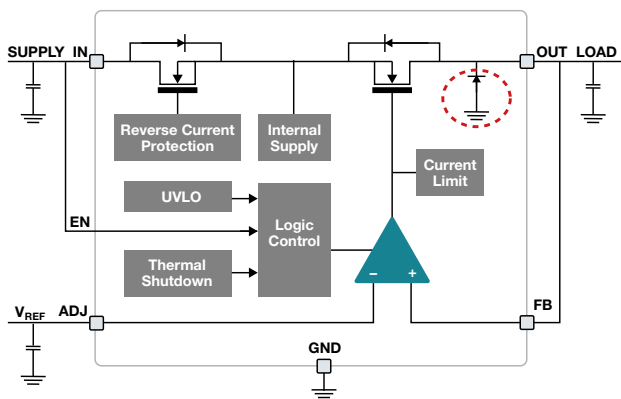 SUPPLY IN
OUT LOAD
Reverse Current
Protection
Internal
Supply
Current
Limit
UVLO
EN
Logic
Control
Thermal
Shutdown
− +
VREF ADJ
FB
GND